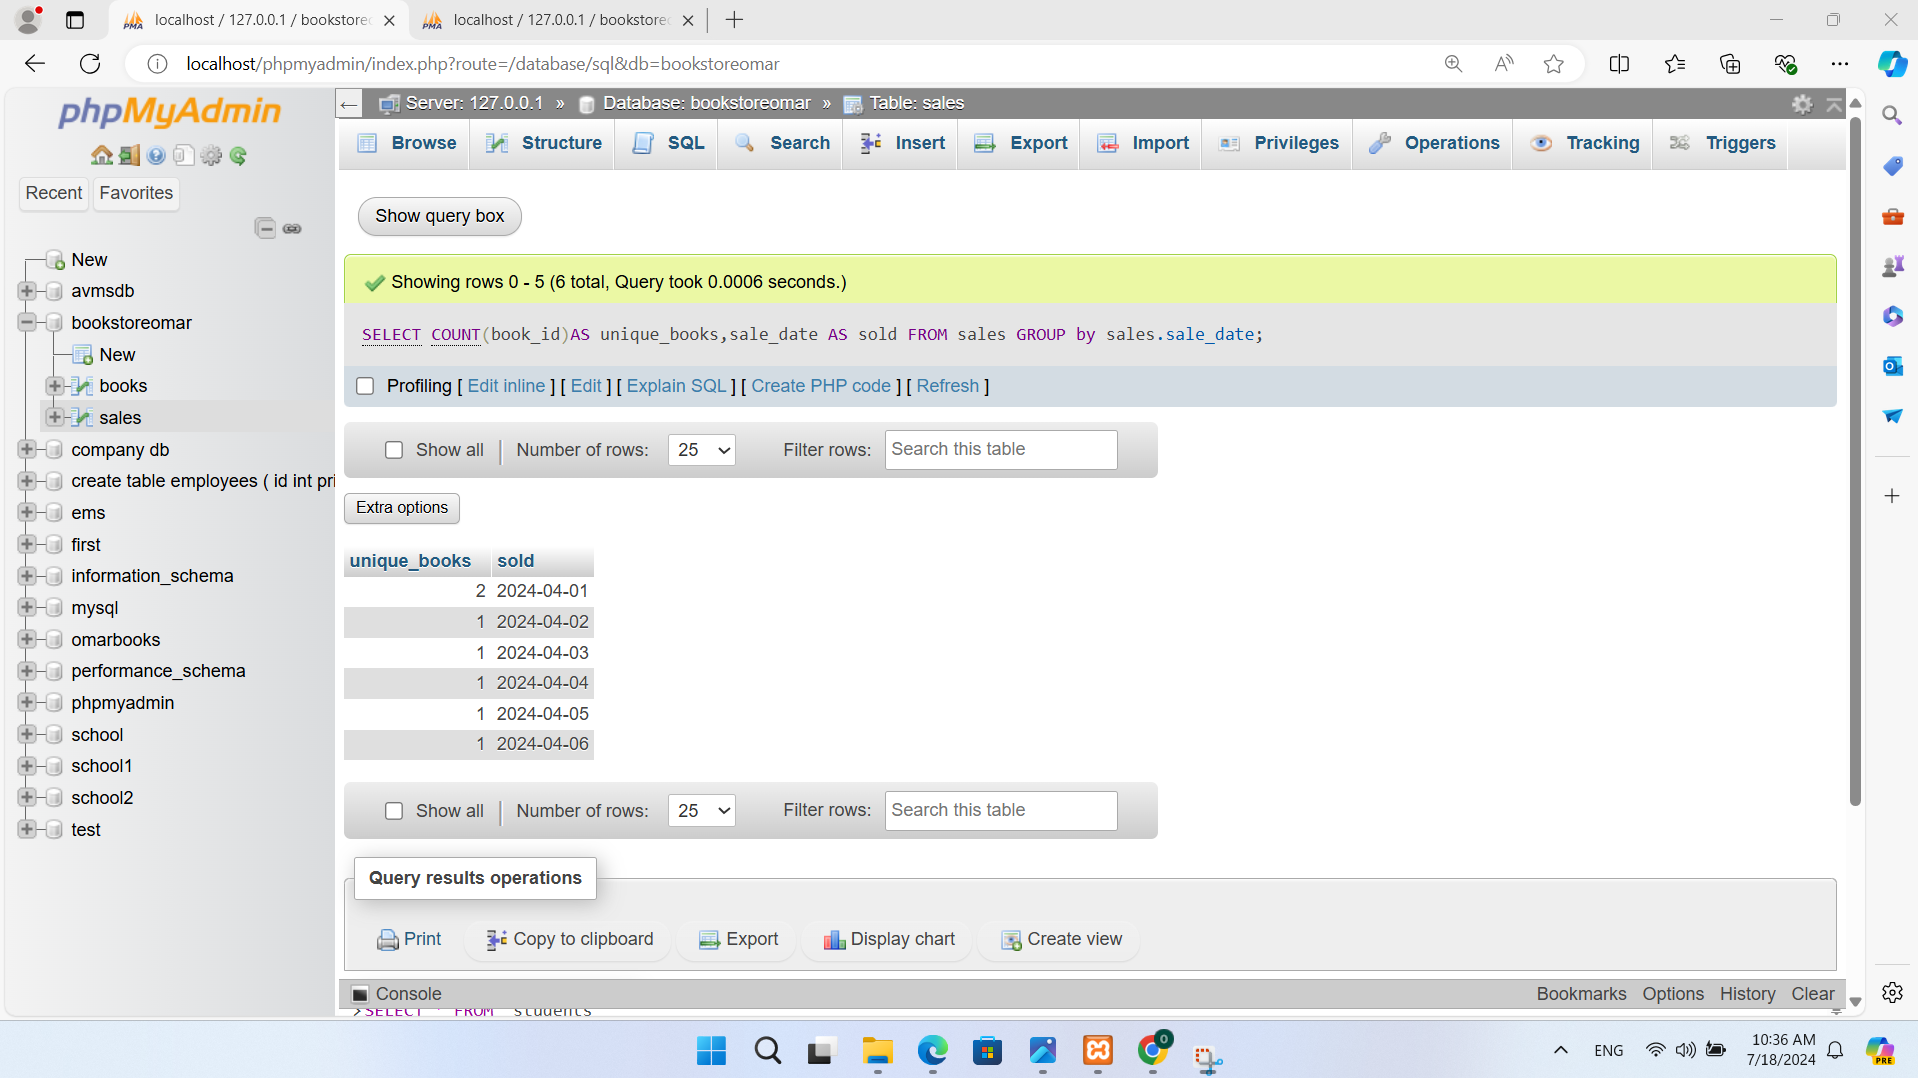 localhost / 127.0.0.1 / bookstore
localhost / 127.0.0.1 / bookstore
localhost/phpmyadmin/index.php?route=/database/sql&db=bookstoreomar
phpMyAdmin
Recent
Favorites
New
avmsdb
bookstoreomar
New
books
sales
company db
create table employees ( id int pri
ems
first
information_schema
mysql
omarbooks
performance_schema
phpmyadmin
school
school1
school2
test
Server: 127.0.0.1 » Database: bookstoreomar » Table: sales
Browse Structure SQL Search Insert Export Import Privileges Operations Tracking Triggers
Show query box
Showing rows 0 - 5 (6 total, Query took 0.0006 seconds.)
SELECT COUNT(book_id)AS unique_books,sale_date AS sold FROM sales GROUP by sales.sale_date;
Profiling [ Edit inline ] [ Edit ] [ Explain SQL ] [ Create PHP code ] [ Refresh ]
Show all | Number of rows: 25 Filter rows: Search this table
Extra options
unique_books sold
2 2024-04-01
1 2024-04-02
1 2024-04-03
1 2024-04-04
1 2024-04-05
1 2024-04-06
Show all | Number of rows: 25 Filter rows: Search this table
Query results operations
Print Copy to clipboard Export Display chart Create view
Console Bookmarks Options History Clear
>SELECT * FROM `students`
ENG
10:36 AM
7/18/2024
0
PRE